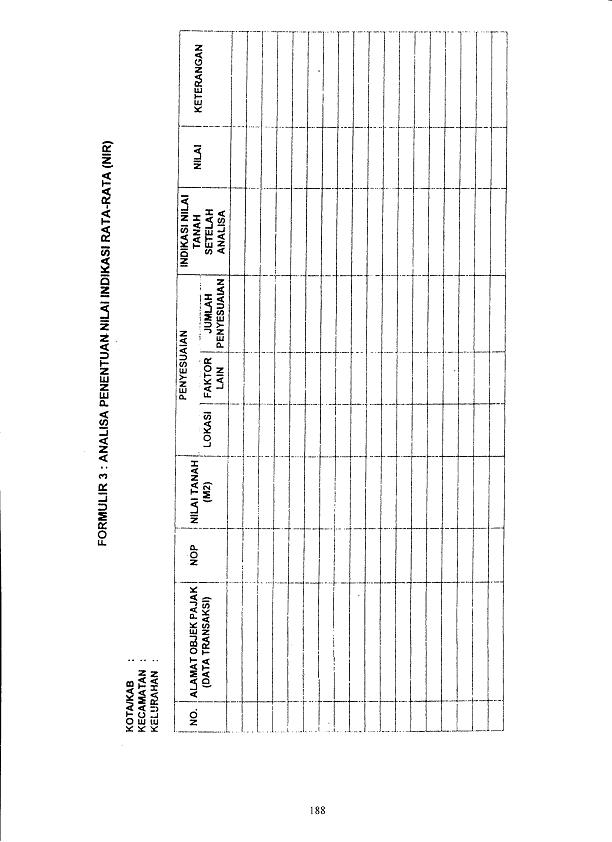 FORMULIR 3 : ANALISA PENENTUAN NILAI INDIKASI RATA-RATA (NIR)
KOTA/KAB :
KECAMATAN :
KELURAHAN :
NO.
ALAMAT OBJEK PAJAK
(DATA TRANSAKSI)
NOP
NILAI TANAH
(M2)
PENYESUAIAN
LOKASI
FAKTOR
LAIN
JUMLAH
PENYESUAIAN
INDIKASI NILAI
TANAH
SETELAH
ANALISA
NILAI
KETERANGAN
188